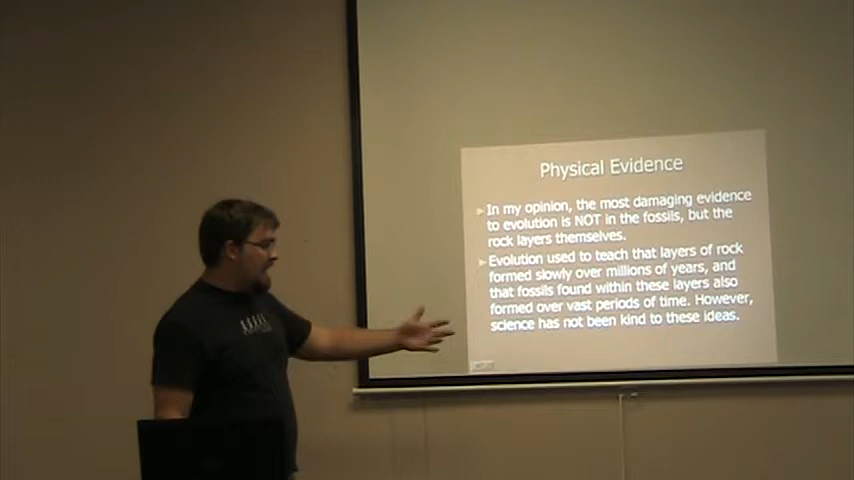 Physical Evidence
In my opinion, the most damaging evidence
to evolution is NOT in the fossils, but the
rock layers themselves.
Evolution used to teach that layers of rock
formed slowly over millions of years, and
that fossils found within these layers also
formed over vast periods of time. However,
science has not been kind to these ideas.